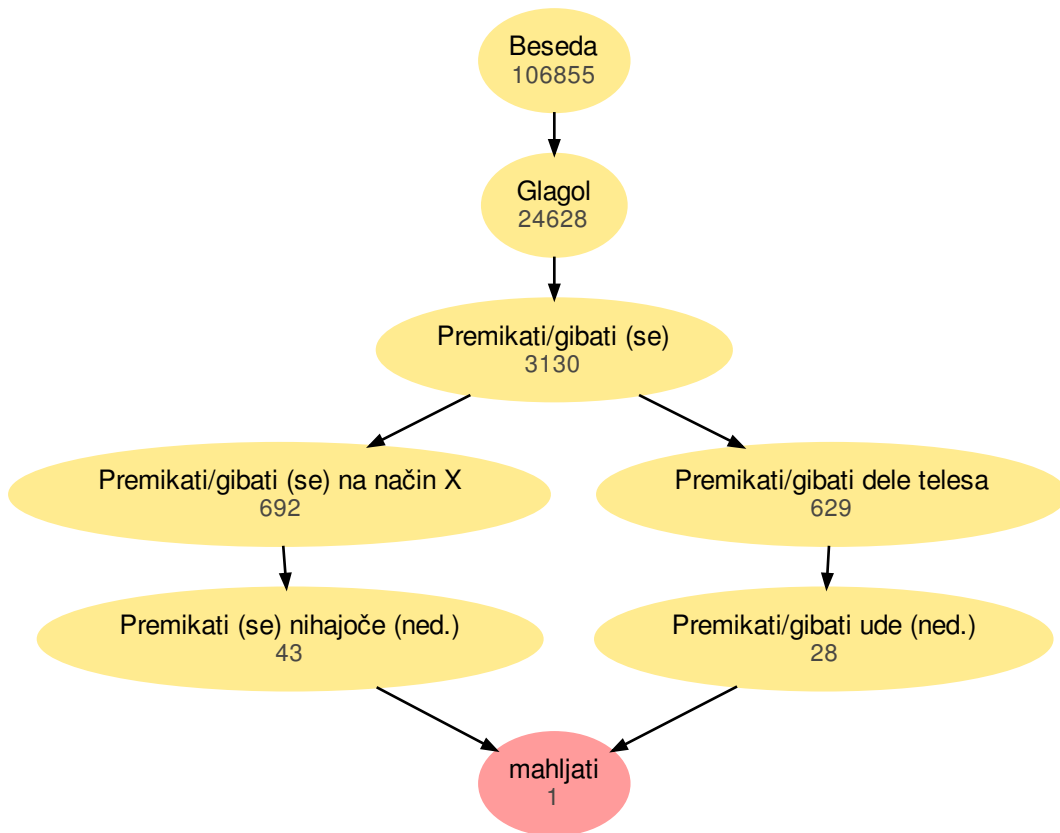 Beseda
106855
Glagol
24628
Premikati/gibati (se)
3130
Premikati/gibati (se) na način X
692
Premikati/gibati dele telesa
629
Premikati (se) nihajoče (ned.)
43
Premikati/gibati ude (ned.)
28
mahljati
1